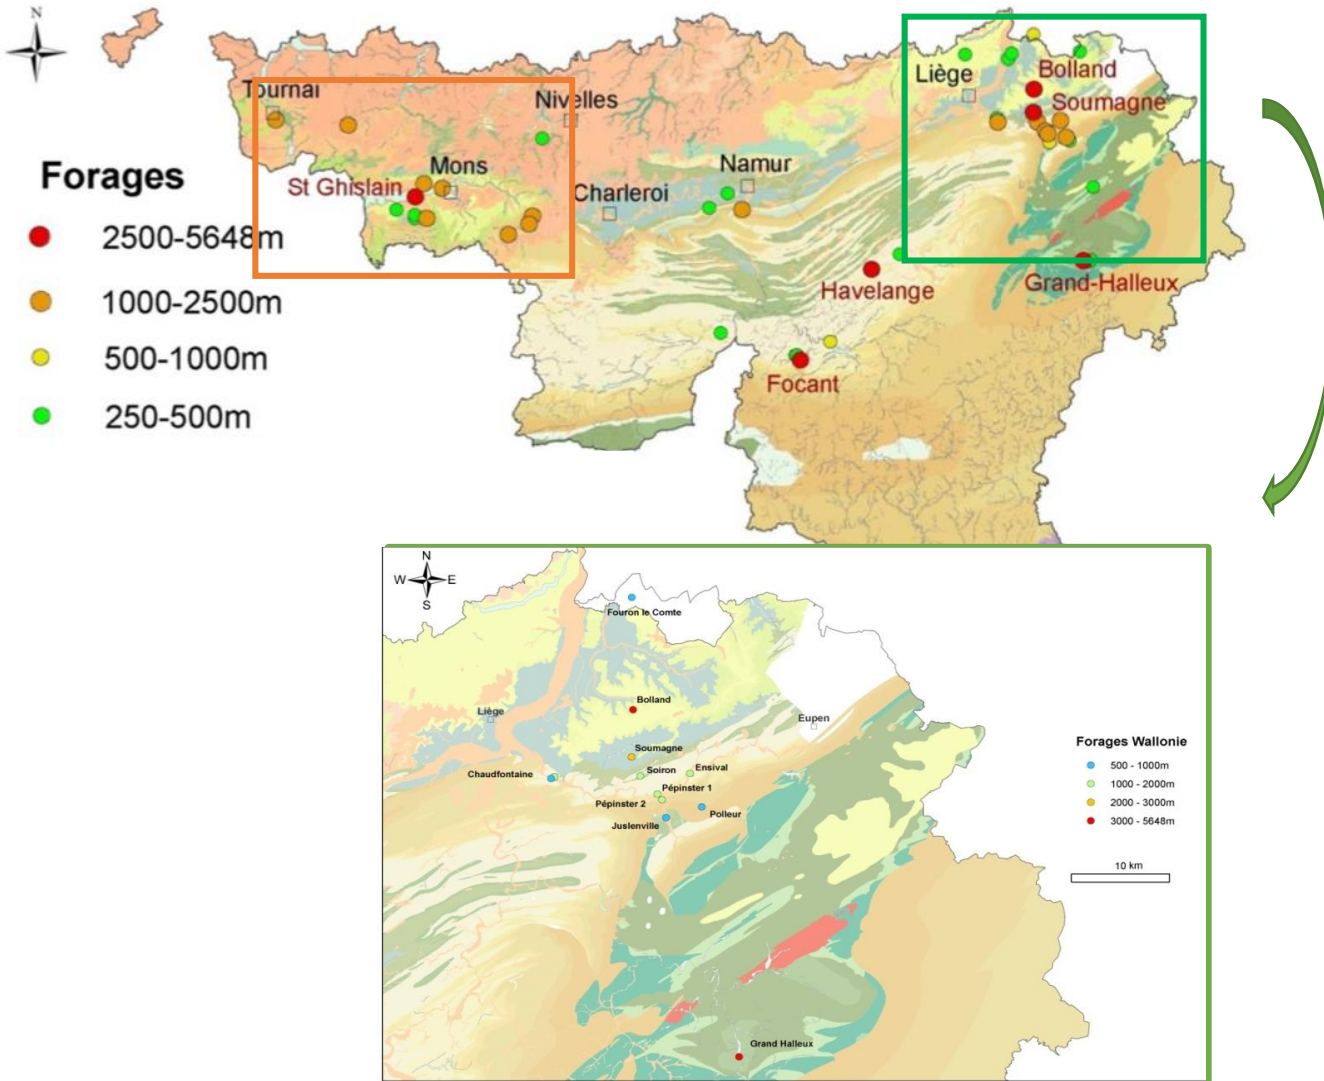 N
Tournai
Nivelles
Liège
Bolland
Soumagne
Forages
Mons
St Ghislain
Namur
Charleroi
2500-5648m
1000-2500m
500-1000m
250-500m
Havelange
Grand-Halleux
Focant
N
W E
S
Fouron le Comte
Bolland
Liège
Eupen
Soumagne
Chaudfontaine
Soiron
Ensival
Pépinster 1
Pépinster 2
Polleur
Juslenville
Grand Halleux
Forages Wallonie
500 - 1000m
1000 - 2000m
2000 - 3000m
3000 - 5648m
10 km